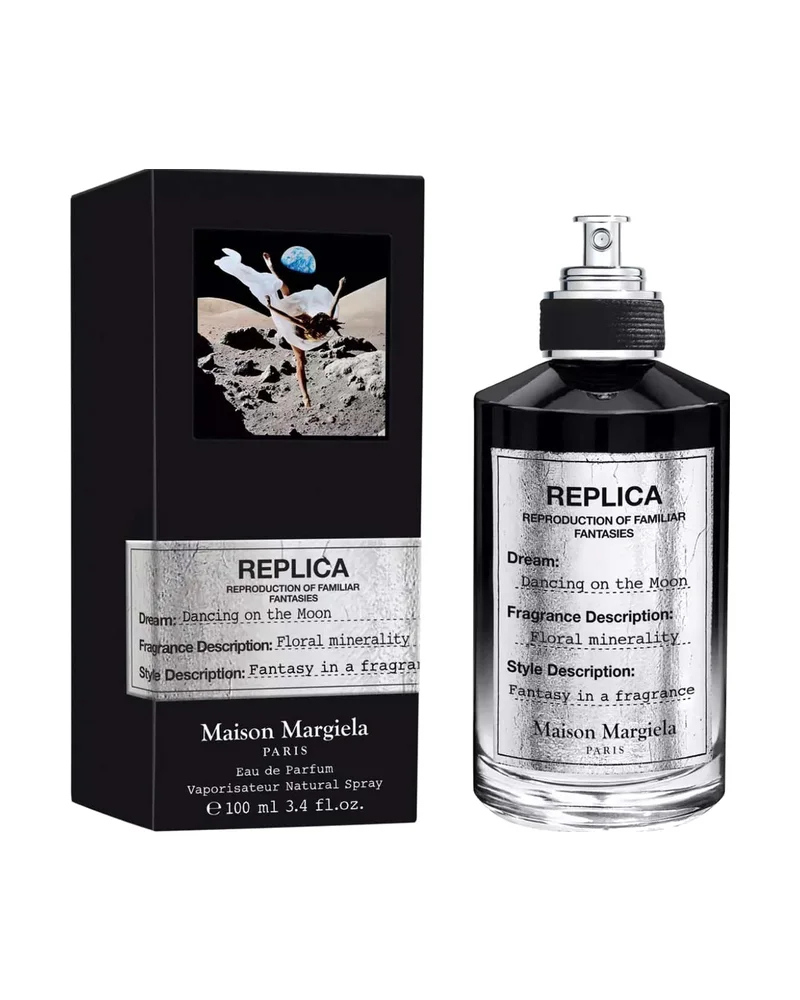 REPLICA
REPRODUCTION OF FAMILIAR
FANTASIES
Dream: Dancing on the Moon
Fragrance Description: Floral minerality
Style Description: Fantasy in a fragran
Maison Margiela
PARIS
Eau de Parfum
Vaporisateur Natural Spray
℮ 100 ml 3.4 fl.oz.
REPLICA
REPRODUCTION OF FAMILIAR
FANTASIES
Dream:
Dancing on the Moon
Fragrance Description:
Floral minerality
Style Description:
Fantasy in a fragrance
Maison Margiela
PARIS